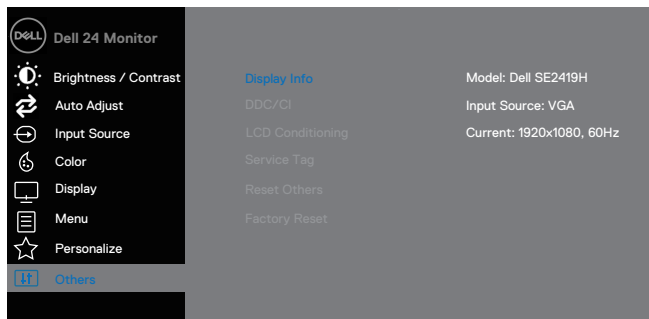 DELL
Dell 24 Monitor
Brightness / Contrast
Auto Adjust
Input Source
Color
Display
Menu
Personalize
Others
Display Info
DDC/CI
LCD Conditioning
Service Tag
Reset Others
Factory Reset
Model: Dell SE2419H
Input Source: VGA
Current: 1920x1080, 60Hz